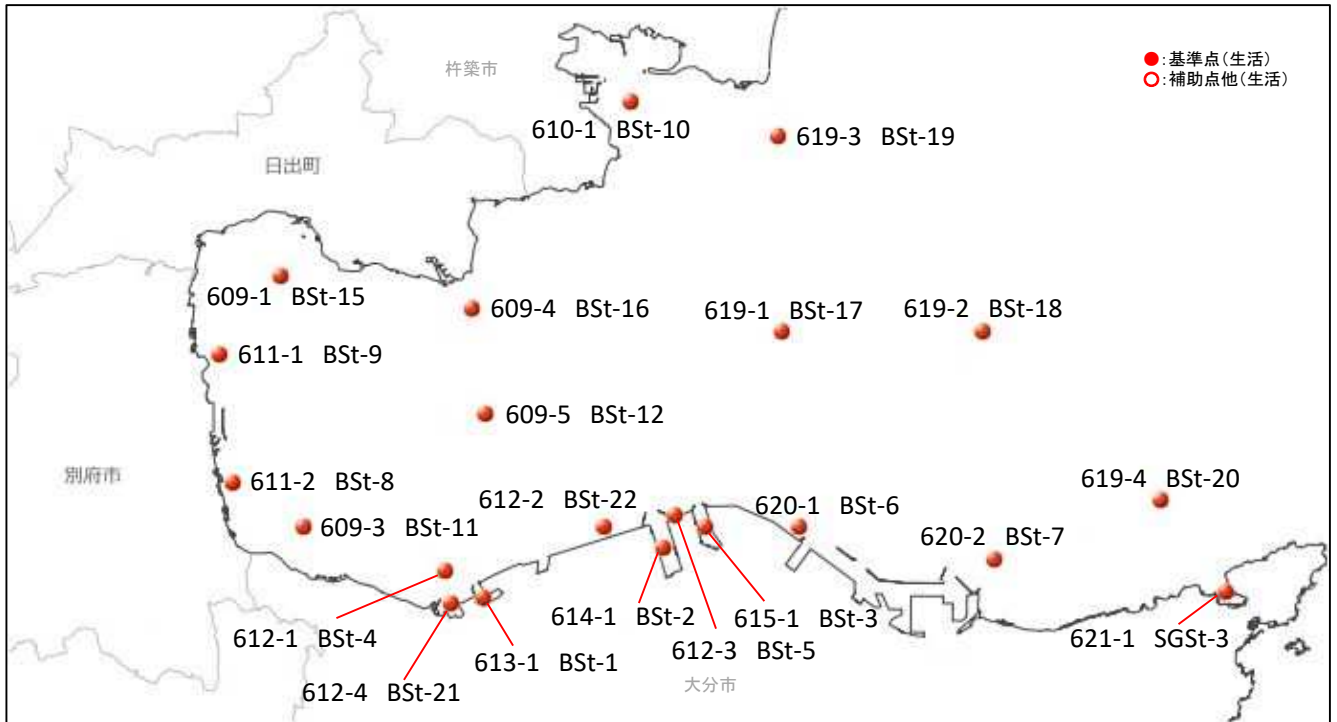 杵築市
●:基準点(生活)
○:補助点他(生活)
610-1 BSt-10
619-3 BSt-19
日出町
609-1 BSt-15
609-4 BSt-16
619-1 BSt-17
619-2 BSt-18
611-1 BSt-9
609-5 BSt-12
別府市
611-2 BSt-8
619-4 BSt-20
612-2 BSt-22
620-1 BSt-6
609-3 BSt-11
620-2 BSt-7
614-1 BSt-2
615-1 BSt-3
612-1 BSt-4
621-1 SGSt-3
612-3 BSt-5
613-1 BSt-1
大分市
612-4 BSt-21